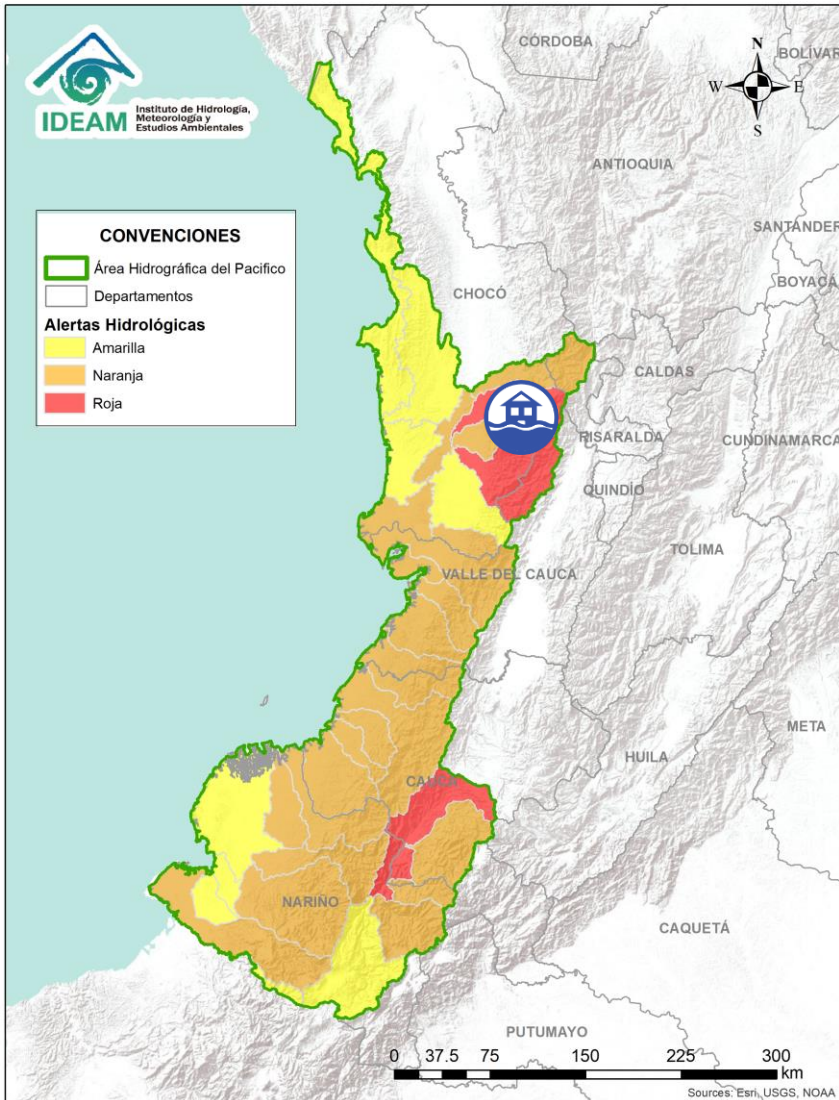 IDEAM
Instituto de Hidrología,
Meteorología y
Estudios Ambientales
CÓRDOBA
BOLÍVAR
N
W
E
S
ANTIOQUIA
SANTANDER
CONVENCIONES
Área Hidrográfica del Pacifico
Departamentos
Alertas Hidrológicas
Amarilla
Naranja
Roja
BOYACÁ
CHOCÓ
CALDAS
RISARALDA
CUNDINAMARCA
QUINDÍO
TOLIMA
VALLE DEL CAUCA
META
HUILA
CAUCA
NARIÑO
CAQUETÁ
PUTUMAYO
0 37.5 75 150 225 300
km
Sources: Esri, USGS, NOAA